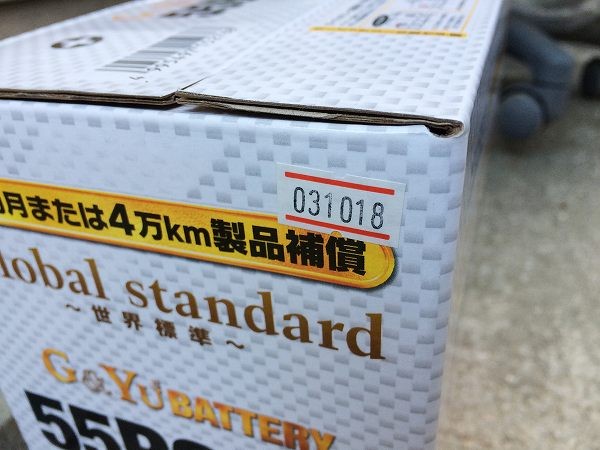 031018
月または4万km製品補償
lobal standard
～世界標準～
G&Yu BATTERY